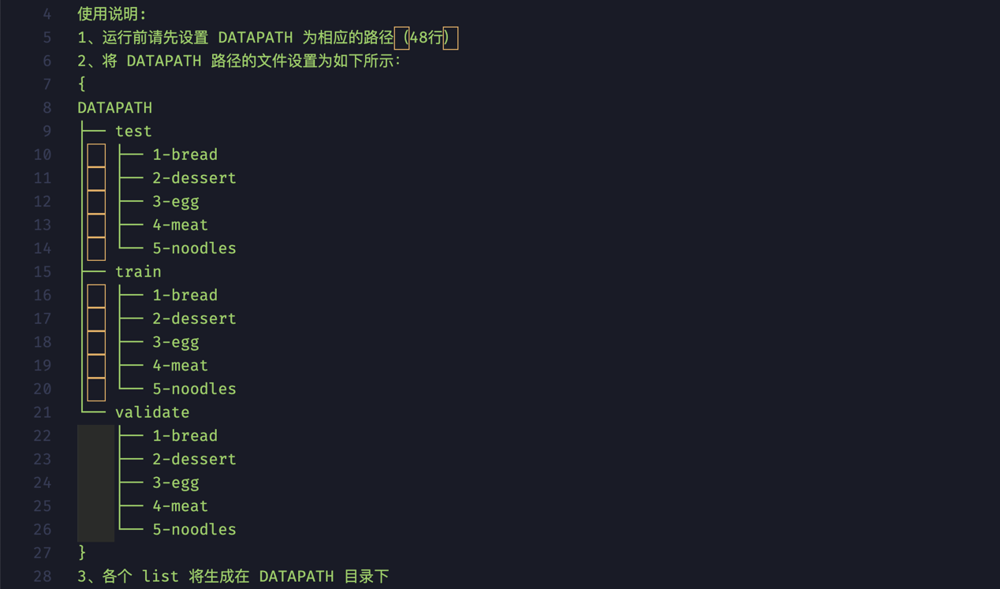 4 使用说明:
5 1、运行前请先设置 DATAPATH 为相应的路径（48行）
6 2、将 DATAPATH 路径的文件设置为如下所示:
7 {
8 DATAPATH
9 ├── test
10 │   ├── 1-bread
11 │   ├── 2-dessert
12 │   ├── 3-egg
13 │   ├── 4-meat
14 │   └── 5-noodles
15 ├── train
16 │   ├── 1-bread
17 │   ├── 2-dessert
18 │   ├── 3-egg
19 │   ├── 4-meat
20 │   └── 5-noodles
21 └── validate
22     ├── 1-bread
23     ├── 2-dessert
24     ├── 3-egg
25     ├── 4-meat
26     └── 5-noodles
27 }
28 3、各个 list 将生成在 DATAPATH 目录下